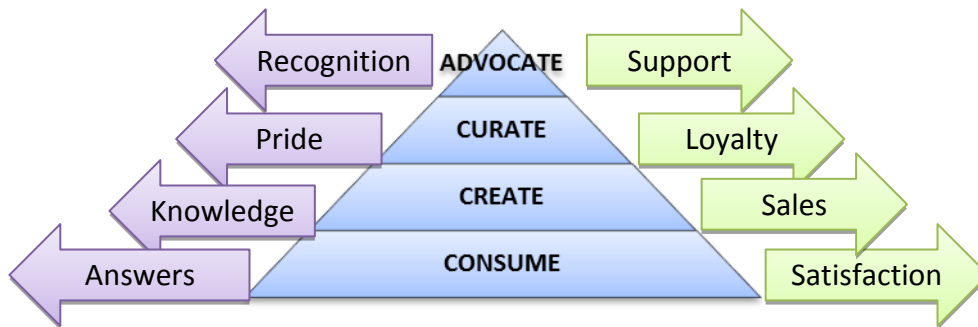 Recognition ADVOCATE Support
Pride CURATE Loyalty
Knowledge CREATE Sales
Answers CONSUME Satisfaction